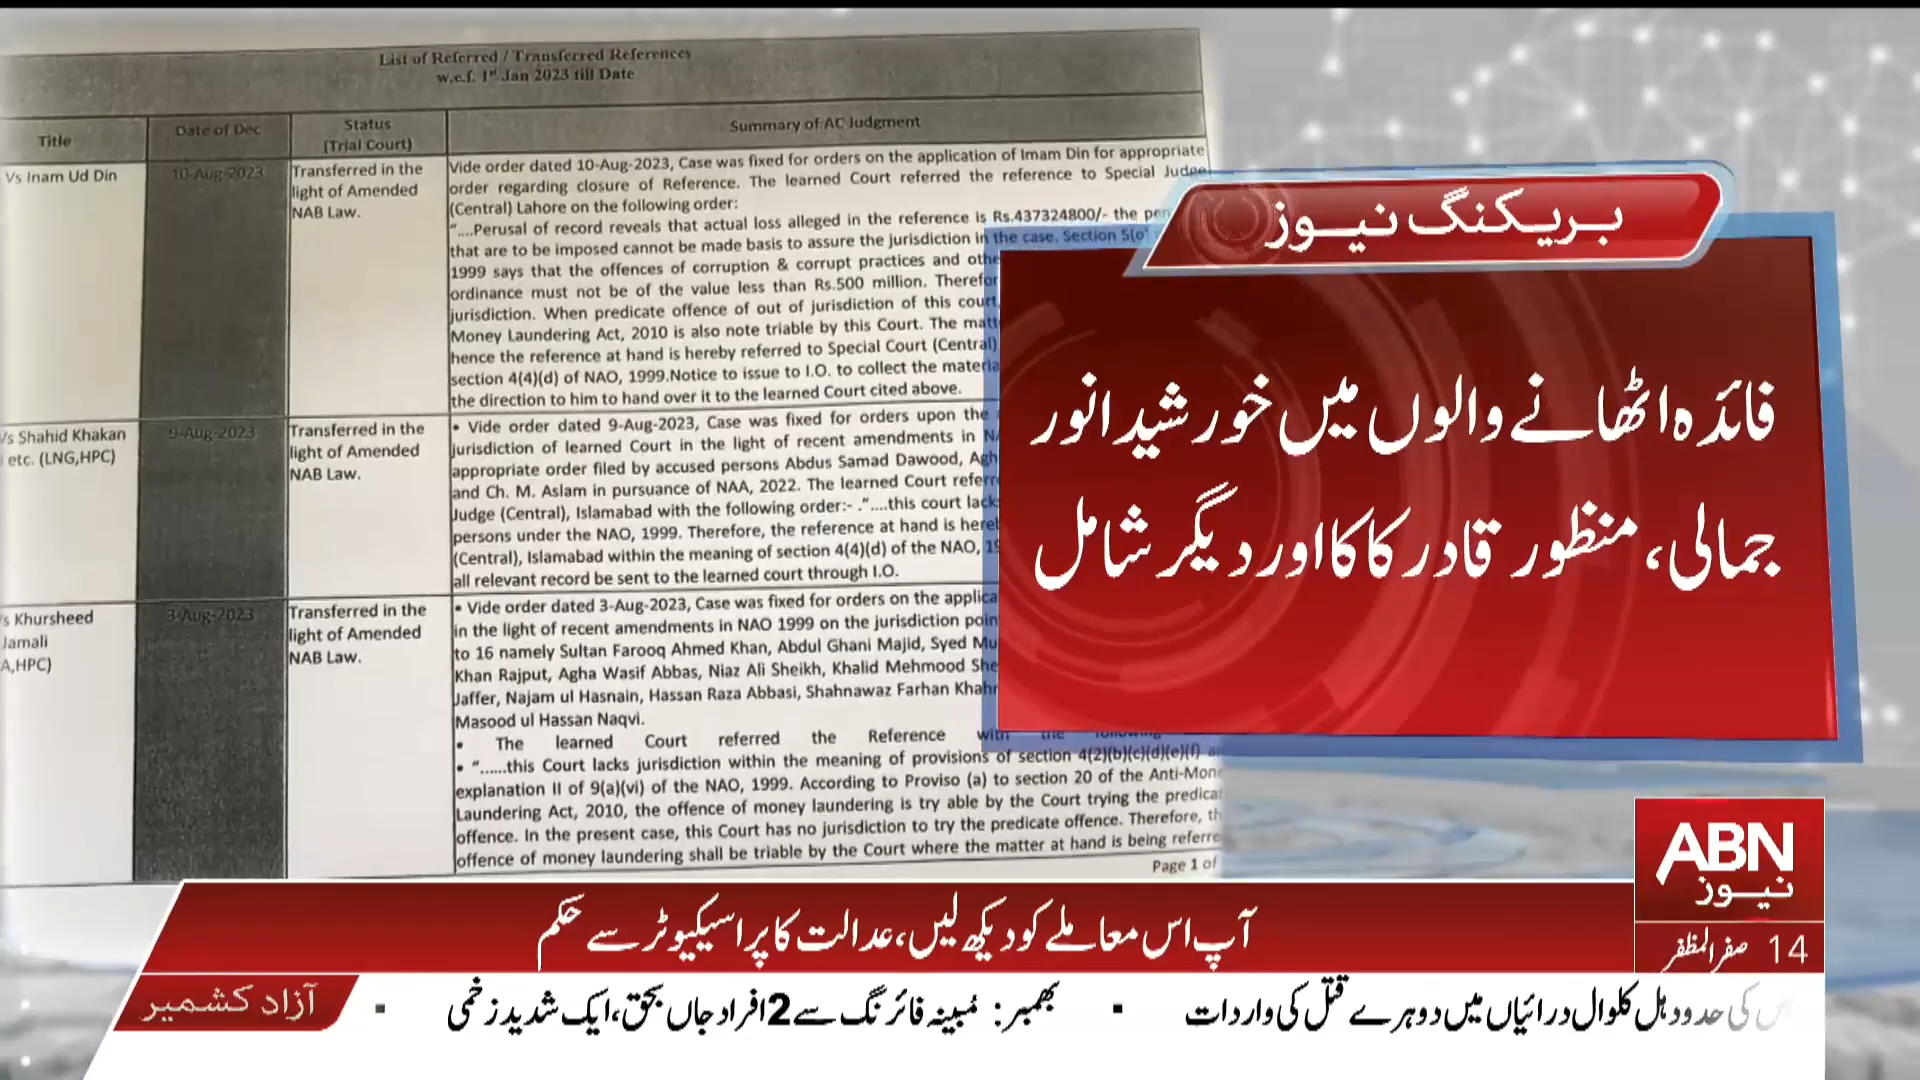 List of Referred / Transferred References
w.e.f. 1st Jan 2023 till Date
Title
Date of Dec
Status
(Trial Court)
Summary of AC Judgment
Vs Inam Ud Din
10-Aug-2023
Transferred in the
light of Amended
NAB Law.
Vide order dated 10-Aug-2023, Case was fixed for orders on the application of Imam Din for appropriate
order regarding closure of Reference. The learned Court referred the reference to Special Judge
(Central) Lahore on the following order:
"....Perusal of record reveals that actual loss alleged in the reference is Rs.437324800/- the
that are to be imposed cannot be made basis to assure the jurisdiction in the case. Section
1999 says that the offences of corruption & corrupt practices and
ordinance must not be of the value less than Rs.500 million.
jurisdiction. When predicate offence of out of jurisdiction of this court
Money Laundering Act, 2010 is also note triable by this Court. The
hence the reference at hand is hereby referred to Special Court (Central)
section 4(4)(d) of NAO, 1999.Notice to issue to I.O. to collect the
the direction to him to hand over it to the learned Court cited above.
Vs Shahid Khakan
etc. (LNG,HPC)
9-Aug-2023
Transferred in the
light of Amended
NAB Law.
• Vide order dated 9-Aug-2023, Case was fixed for orders upon the
jurisdiction of learned Court in the light of recent amendments in
appropriate order filed by accused persons Abdus Samad Dawood,
and Ch. M. Aslam in pursuance of NAA, 2022. The learned Court
Judge (Central), Islamabad with the following order:- ."....this court
persons under the NAO, 1999. Therefore, the reference at hand is
(Central), Islamabad within the meaning of section 4(4)(d) of the NAO,
all relevant record be sent to the learned court through I.O.
Khursheed
Jamali
A,HPC)
3-Aug-2023
Transferred in the
light of Amended
NAB Law.
• Vide order dated 3-Aug-2023, Case was fixed for orders on the
in the light of recent amendments in NAO 1999 on the jurisdiction
to 16 namely Sultan Farooq Ahmed Khan, Abdul Ghani Majid, Syed
Khan Rajput, Agha Wasif Abbas, Niaz Ali Sheikh, Khalid Mehmood
Jaffer, Najam ul Hasnain, Hassan Raza Abbasi, Shahnawaz Farhan
Masood ul Hassan Naqvi.
• The learned Court referred the Reference with the
• "......this Court lacks jurisdiction within the meaning of provisions of section 4(2)(b)(c)(d)(e)(f)
explanation II of 9(a)(vi) of the NAO, 1999. According to Proviso (a) to section 20 of the
Laundering Act, 2010, the offence of money laundering is try able by the Court trying the
offence. In the present case, this Court has no jurisdiction to try the predicate offence. Therefore,
offence of money laundering shall be triable by the Court where the matter at hand is being
Page 1 of
بریکنگ نیوز
فائدہ اٹھانے والوں میں خورشید انور
جمالی، منظور قادر کاکا اور دیگر شامل
ABN
نیوز
14 صفر المظفر
آپ اس معاملے کو دیکھ لیں، عدالت کا پراسیکیوٹر سے حکم
آزاد کشمیر
کی حدود ہل کلوال درائیاں میں دوہرے قتل کی واردات ▪ بھمبر: مُبینہ فائرنگ سے 2 افراد جاں بحق، ایک شدید زخمی ▪